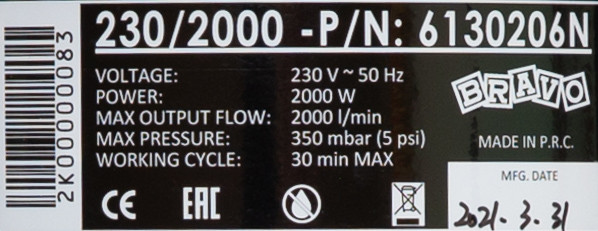 2K00000083
230/2000 -P/N: 6130206N
VOLTAGE: 230 V ~ 50 Hz
POWER: 2000 W
MAX OUTPUT FLOW: 2000 l/min
MAX PRESSURE: 350 mbar (5 psi)
WORKING CYCLE: 30 min MAX
BRAVO
MADE IN P.R.C.
CE EAC
MFG. DATE
2021. 3. 31